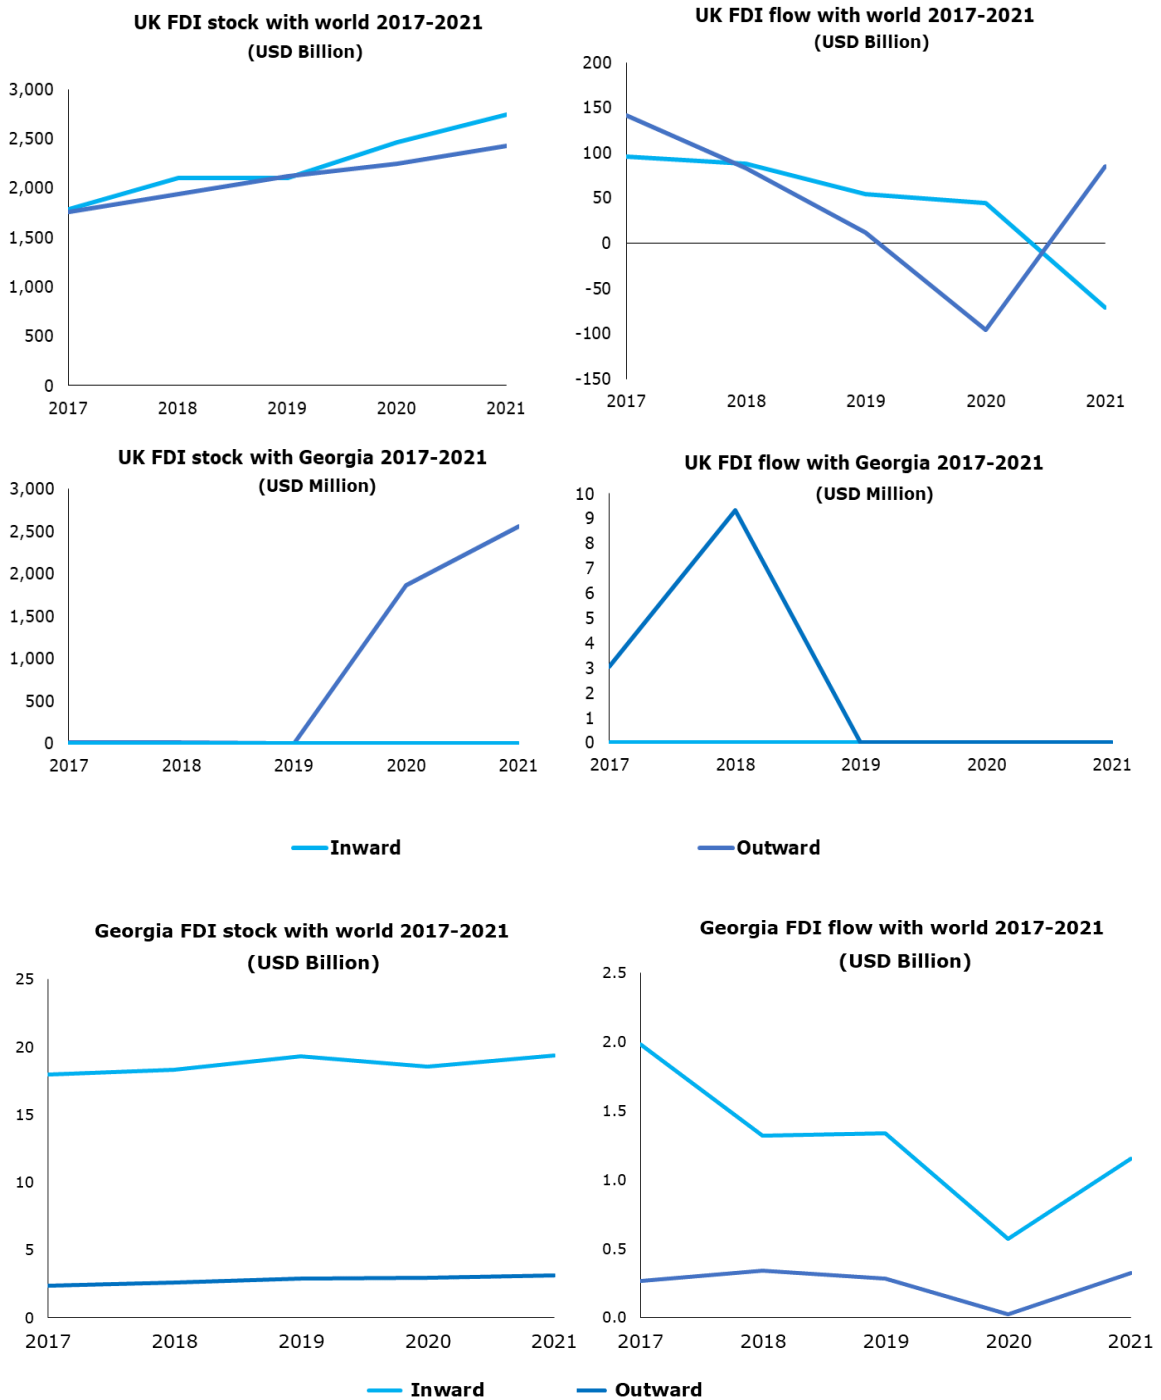 UK FDI stock with world 2017-2021
(USD Billion)
3,000
2,500
2,000
1,500
1,000
500
0
2017 2018 2019 2020 2021
UK FDI flow with world 2017-2021
(USD Billion)
200
150
100
50
0
-50
-100
-150
2017 2018 2019 2020 2021
UK FDI stock with Georgia 2017-2021
(USD Million)
3,000
2,500
2,000
1,500
1,000
500
0
2017 2018 2019 2020 2021
UK FDI flow with Georgia 2017-2021
(USD Million)
10
9
8
7
6
5
4
3
2
1
0
2017 2018 2019 2020 2021
Inward Outward
Georgia FDI stock with world 2017-2021
(USD Billion)
25
20
15
10
5
0
2017 2018 2019 2020 2021
Georgia FDI flow with world 2017-2021
(USD Billion)
2.5
2.0
1.5
1.0
0.5
0.0
2017 2018 2019 2020 2021
Inward Outward